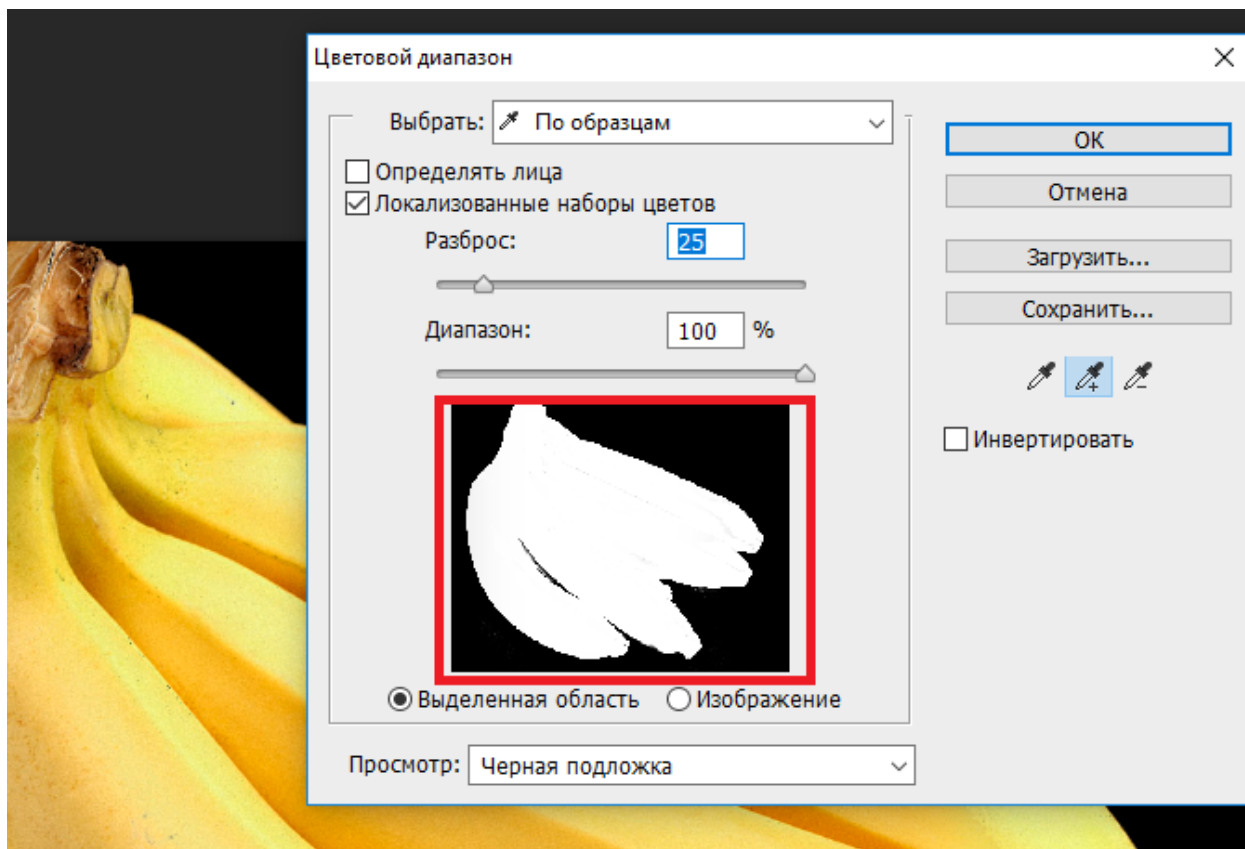 Цветовой диапазон
Выбрать: По образцам
Определять лица
Локализованные наборы цветов
Разброс: 25
Диапазон: 100 %
Выделенная область Изображение
Просмотр: Черная подложка
OK
Отмена
Загрузить...
Сохранить...
Инвертировать